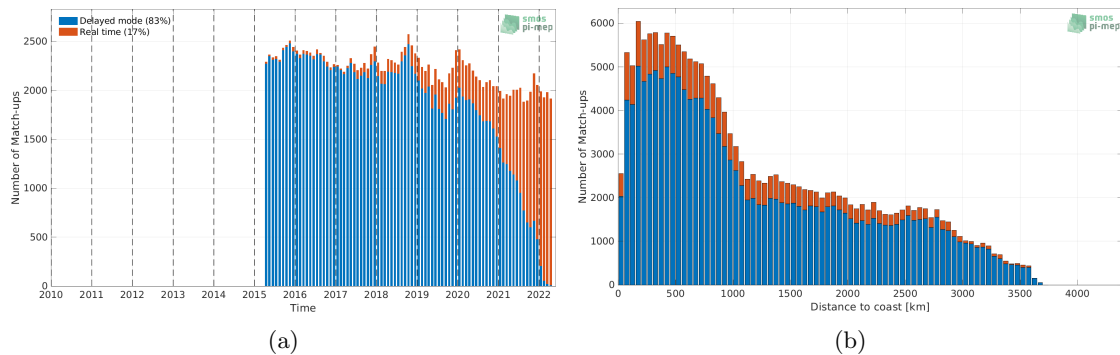 Delayed mode (83%)
Real time (17%)
smos
pi-mep
Number of Match-ups
2500
2000
1500
1000
500
0
2010 2011 2012 2013 2014 2015 2016 2017 2018 2019 2020 2021 2022
Time
(a)
smos
pi-mep
Number of Match-ups
6000
5000
4000
3000
2000
1000
0
0 500 1000 1500 2000 2500 3000 3500 4000
Distance to coast [km]
(b)